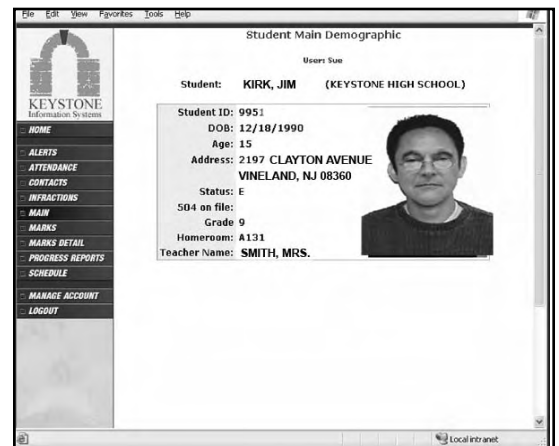 File Edit View Favorites Tools Help
Student Main Demographic
User: Sue
Student: KIRK, JIM (KEYSTONE HIGH SCHOOL)
KEYSTONE
Information Systems
HOME
ALERTS
ATTENDANCE
CONTACTS
INFRACTIONS
MAIN
MARKS
MARKS DETAIL
PROGRESS REPORTS
SCHEDULE
MANAGE ACCOUNT
LOGOUT
Student ID: 9951
DOB: 12/18/1990
Age: 15
Address: 2197 CLAYTON AVENUE
VINELAND, NJ 08360
Status: E
504 on file:
Grade 9
Homeroom: A131
Teacher Name: SMITH, MRS.
Local intranet